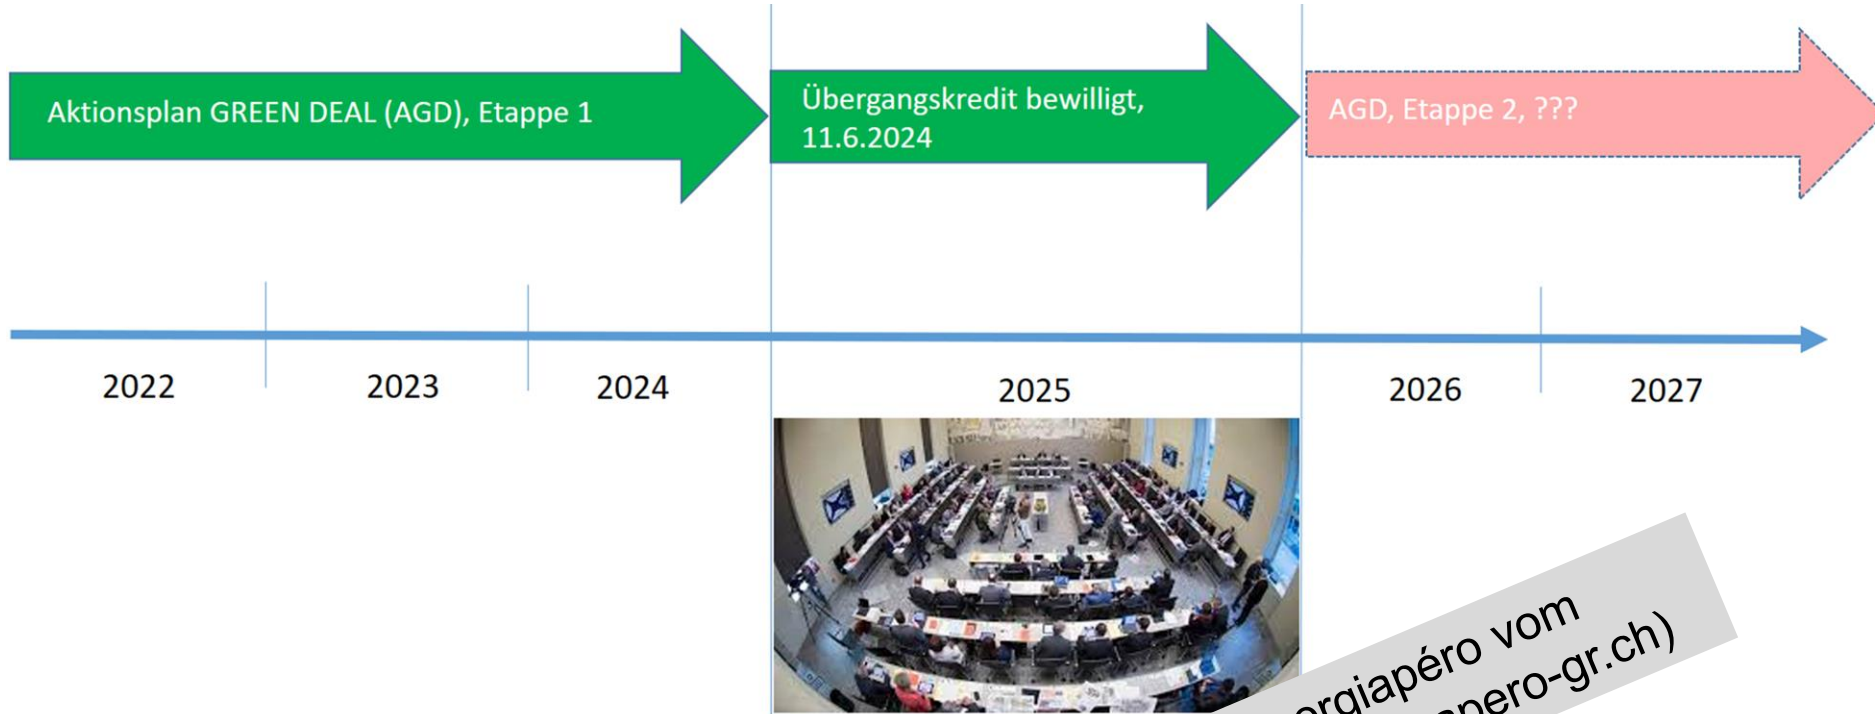 Aktionsplan GREEN DEAL (AGD), Etappe 1
Übergangskredit bewilligt,
11.6.2024
AGD, Etappe 2, ???
2022
2023
2024
2025
2026
2027
vom